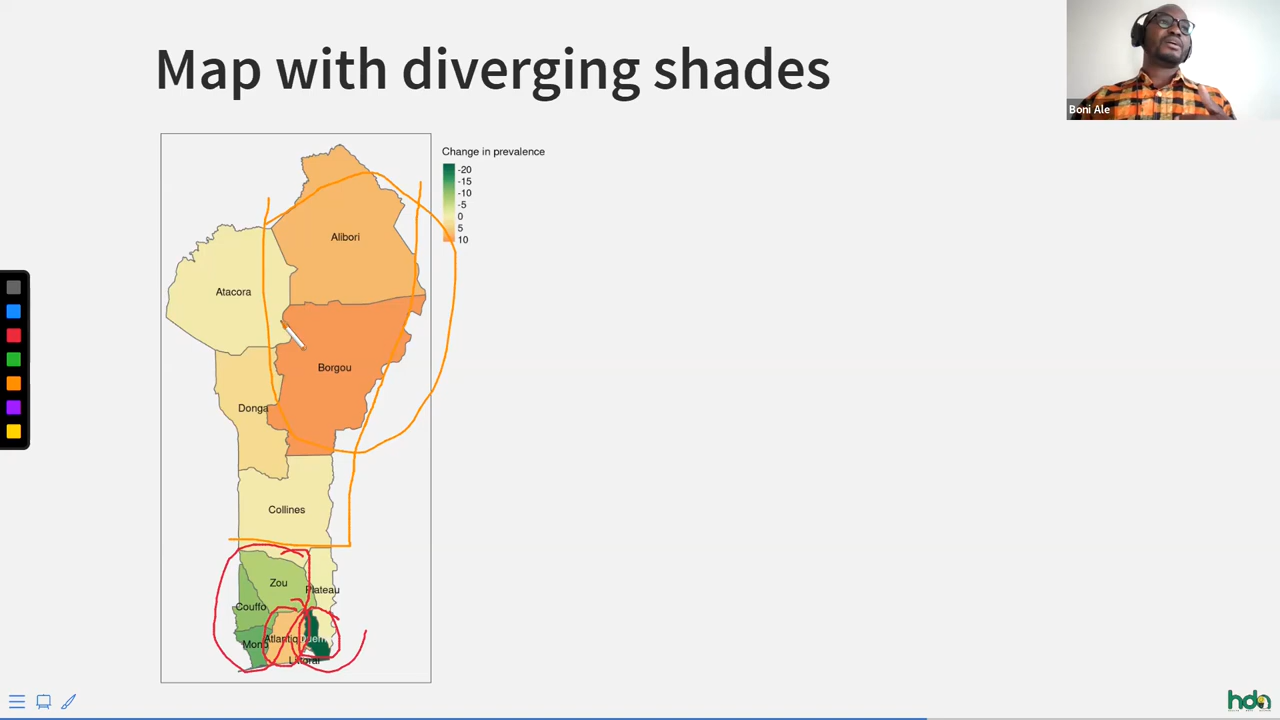 Map with diverging shades
Boni Ale
Change in prevalence
-20
-15
-10
-5
0
5
10
Alibori
Atacora
Borgou
Donga
Collines
Zou
Plateau
Couffo
Mono
hda